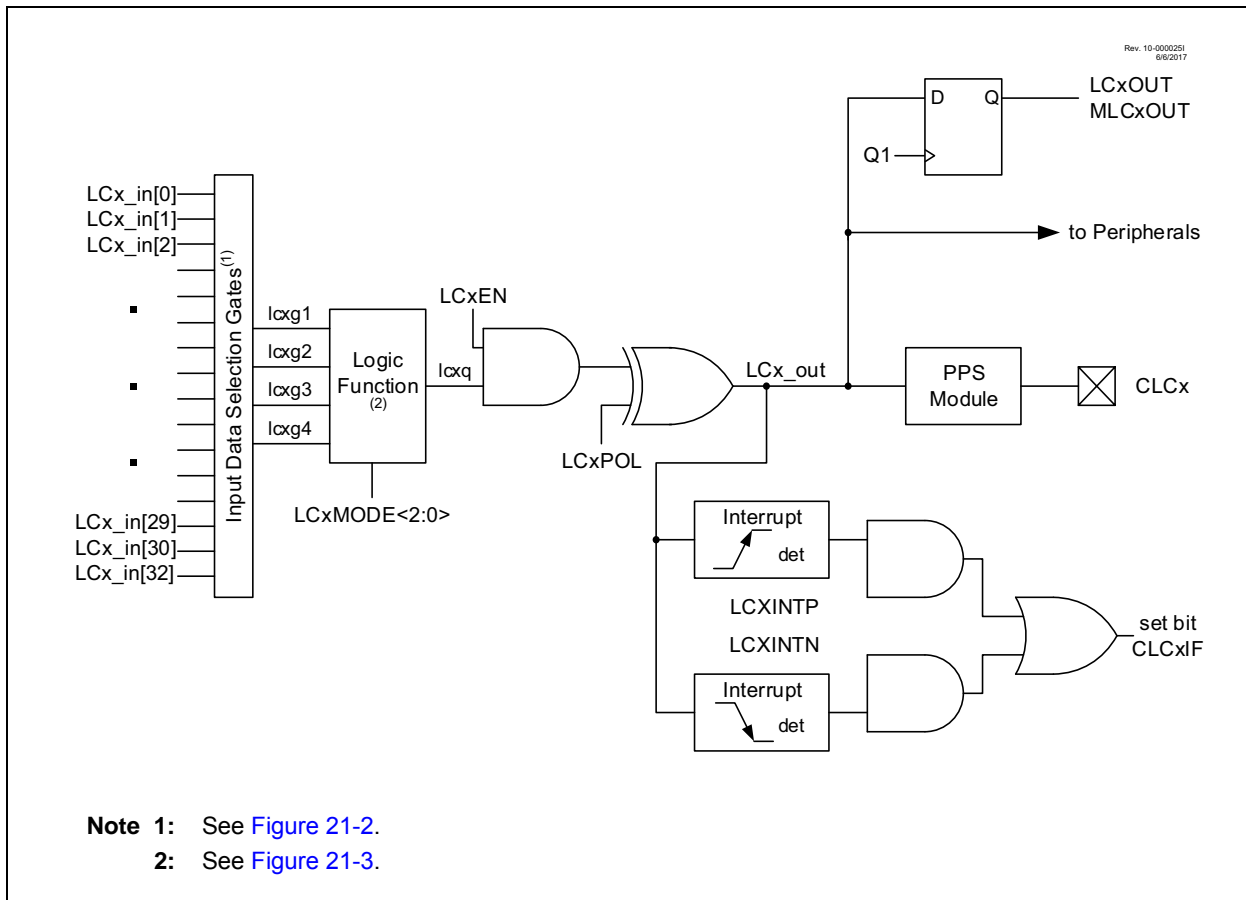 Rev. 10-000025I
6/6/2017
D Q
LCxOUT
MLCxOUT
Q1
LCx_in[0]
LCx_in[1]
LCx_in[2]
to Peripherals
Input Data Selection Gates(1)
LCxEN
lcxg1
lcxg2
lcxg3
lcxg4
Logic
Function
(2)
lcxq
LCx_out
PPS
Module
CLCx
LCxPOL
LCxMODE<2:0>
LCx_in[29]
LCx_in[30]
LCx_in[32]
Interrupt
det
LCXINTP
LCXINTN
set bit
CLCxIF
Interrupt
det
Note 1: See Figure 21-2.
2: See Figure 21-3.